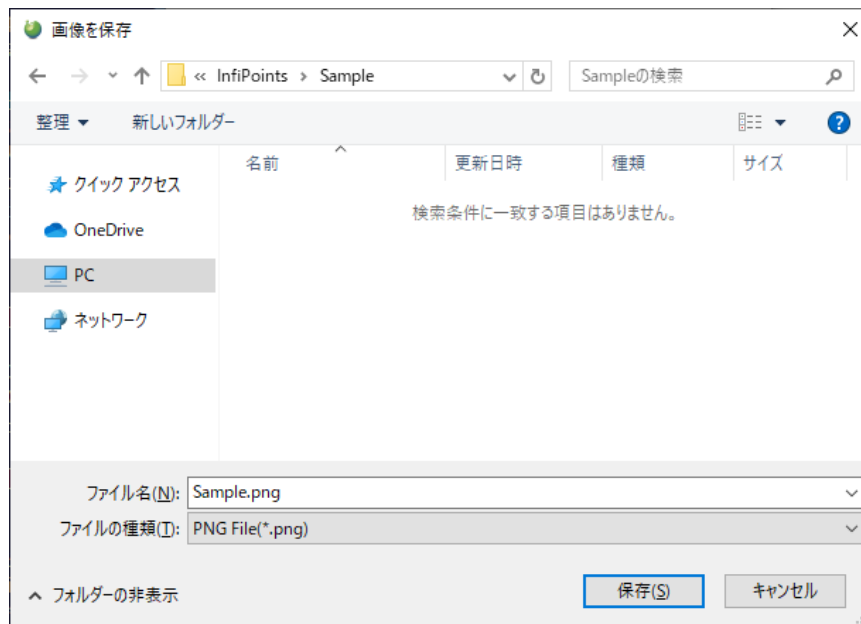 画像を保存
« InfiPoints › Sample
Sampleの検索
整理
新しいフォルダー
名前
更新日時
種類
サイズ
クイック アクセス
検索条件に一致する項目はありません。
OneDrive
PC
ネットワーク
ファイル名(N): Sample.png
ファイルの種類(T): PNG File(*.png)
フォルダーの非表示
保存(S)
キャンセル